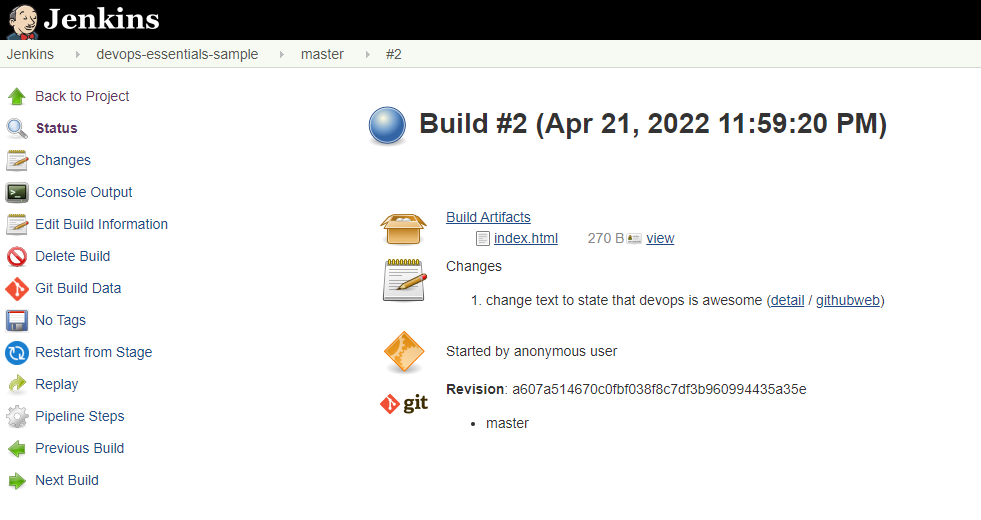 Jenkins
Jenkins devops-essentials-sample master #2
Back to Project
Status
Changes
Console Output
Edit Build Information
Delete Build
Git Build Data
No Tags
Restart from Stage
Replay
Pipeline Steps
Previous Build
Next Build
Build #2 (Apr 21, 2022 11:59:20 PM)
Build Artifacts
index.html 270 B view
Changes
1. change text to state that devops is awesome (detail / githubweb)
Started by anonymous user
git
Revision: a607a514670c0fbf038f8c7df3b960994435a35e
master